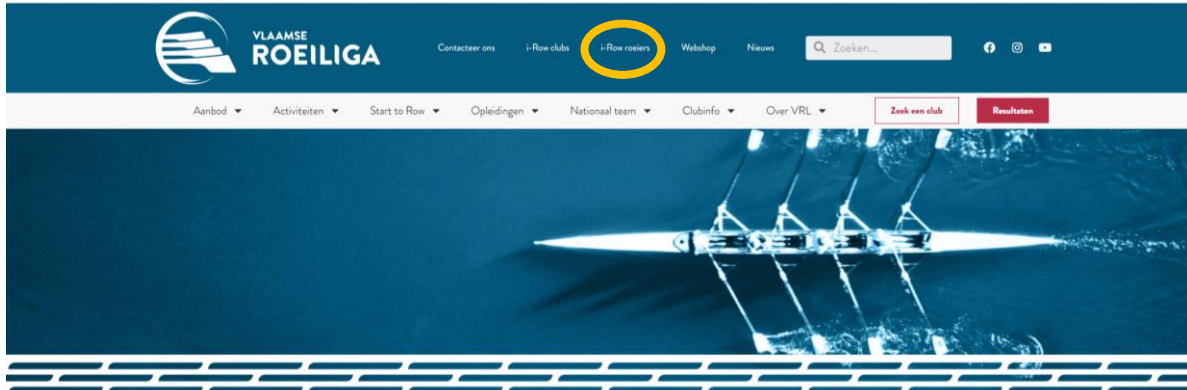 VLAAMSE
ROEILIGA
Contacteer ons i-Row clubs i-Row roeiers Webshop Nieuws Zoeken...
Aanbod Activiteiten Start to Row Opleidingen Nationaal team Clubinfo Over VRL Zoek een club Resultaten